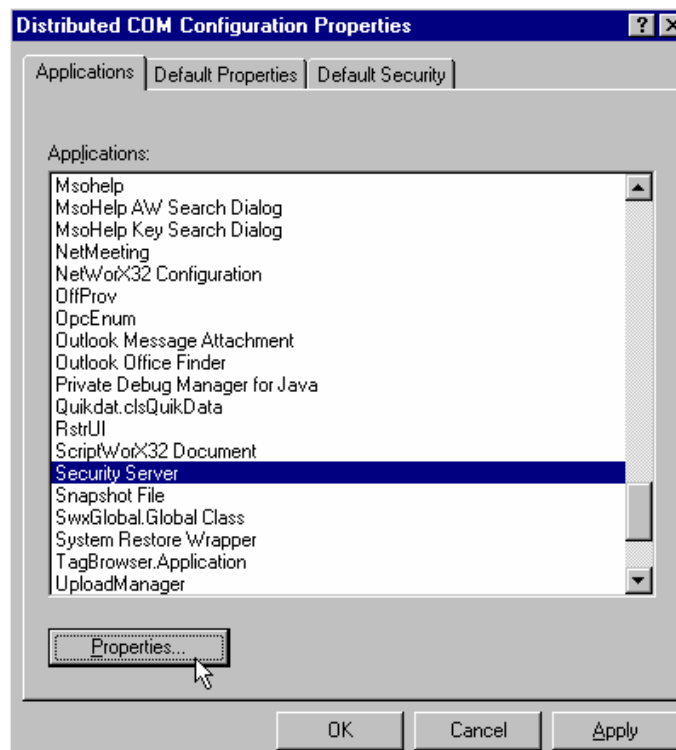 Distributed COM Configuration Properties
Applications Default Properties Default Security
Applications:
Msohelp
MsoHelp AW Search Dialog
MsoHelp Key Search Dialog
NetMeeting
NetWorX32 Configuration
OffProv
OpcEnum
Outlook Message Attachment
Outlook Office Finder
Private Debug Manager for Java
Quikdat.clsQuikData
RstrUI
ScriptWorX32 Document
Security Server
Snapshot File
SwxGlobal.Global Class
System Restore Wrapper
TagBrowser.Application
UploadManager
Properties...
OK Cancel Apply